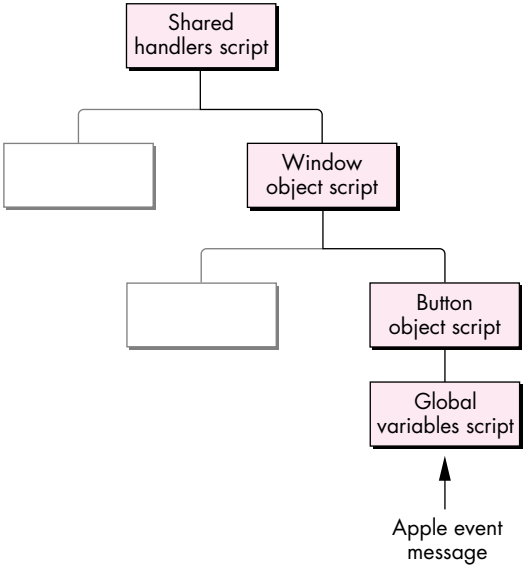 Shared
handlers script
Window
object script
Button
object script
Global
variables script
Apple event
message